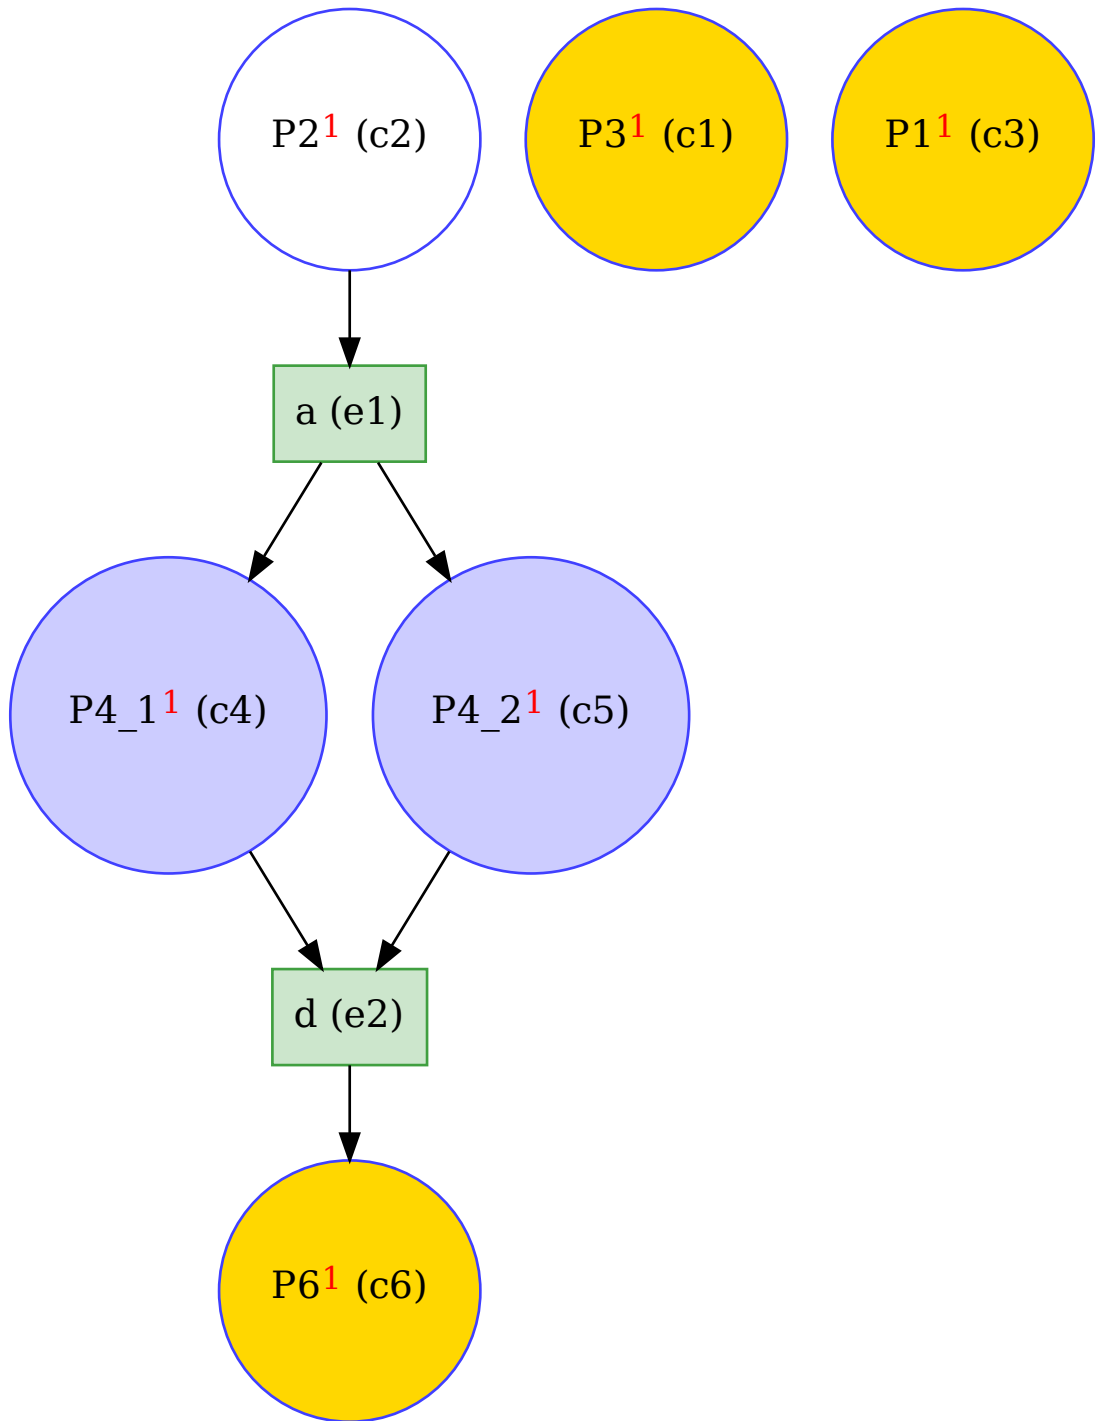 P2¹ (c2)
P3¹ (c1)
P1¹ (c3)
a (e1)
P4_1¹ (c4)
P4_2¹ (c5)
d (e2)
P6¹ (c6)